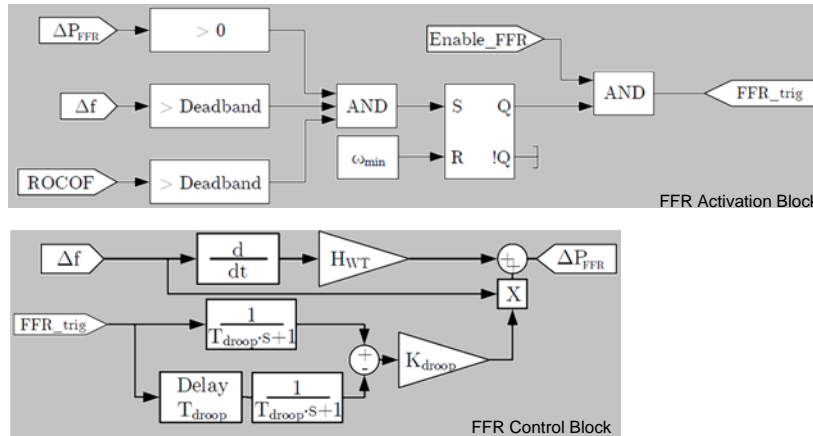 ΔP_FFR
> 0
Enable_FFR
Δf
> Deadband
AND
S Q
AND
FFR_trig
ROCOF
> Deadband
ω_min
R !Q
FFR Activation Block
Δf
d
dt
H_WT
+
+
ΔP_FFR
X
FFR_trig
1
T_droop·s+1
+
-
K_droop
Delay
T_droop
1
T_droop·s+1
FFR Control Block